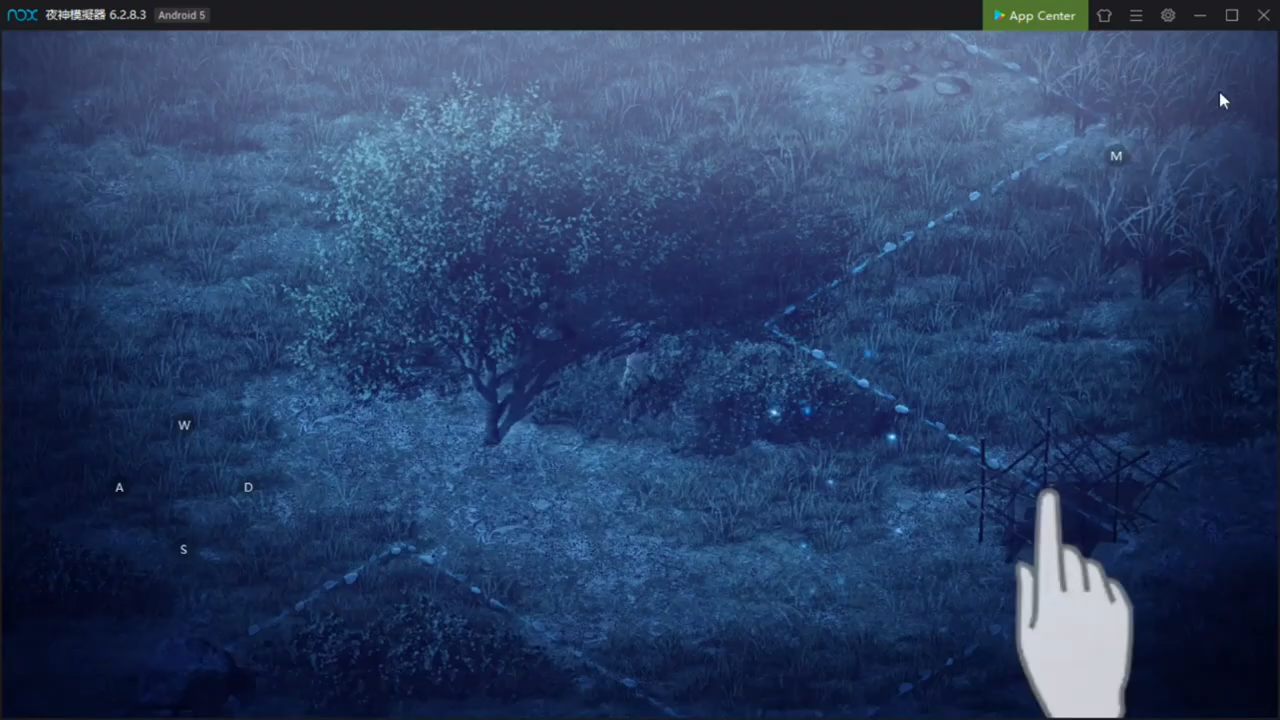 nox 夜神模擬器 6.2.8.3 Android 5
App Center
M
W
A D
S